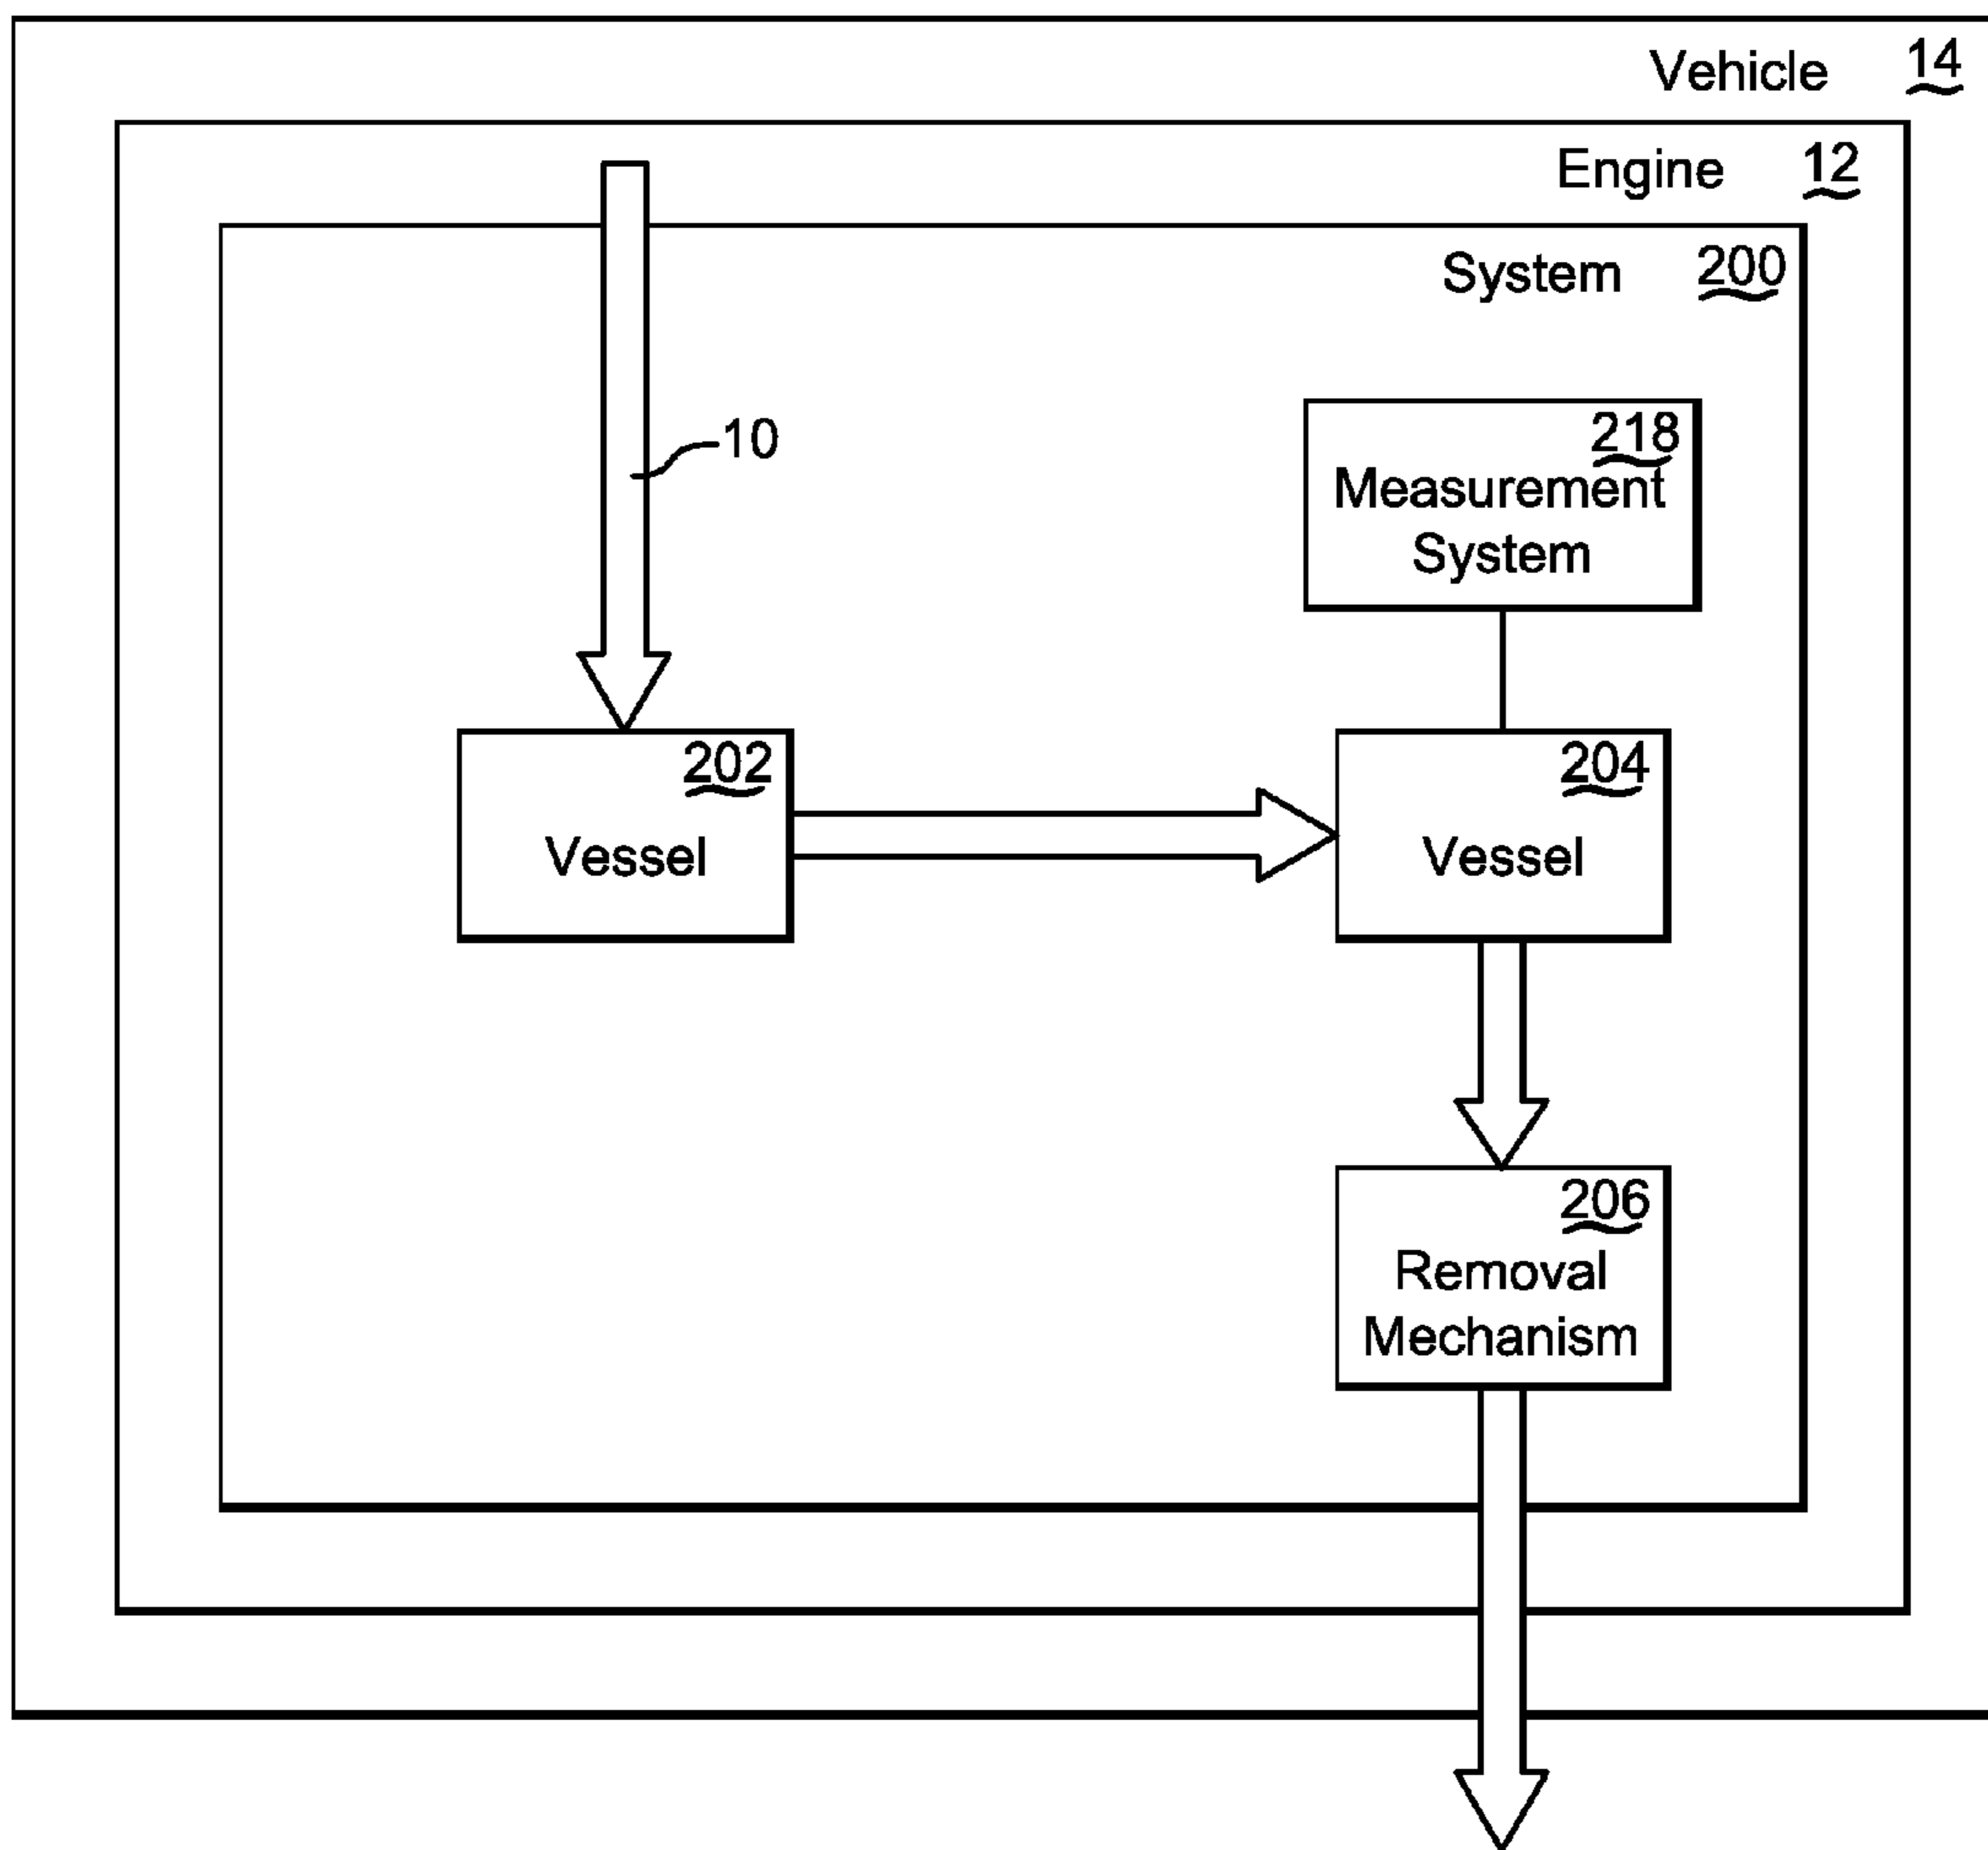 Vehicle 14
Engine 12
System 200
10
218
Measurement
System
202
Vessel
204
Vessel
206
Removal
Mechanism